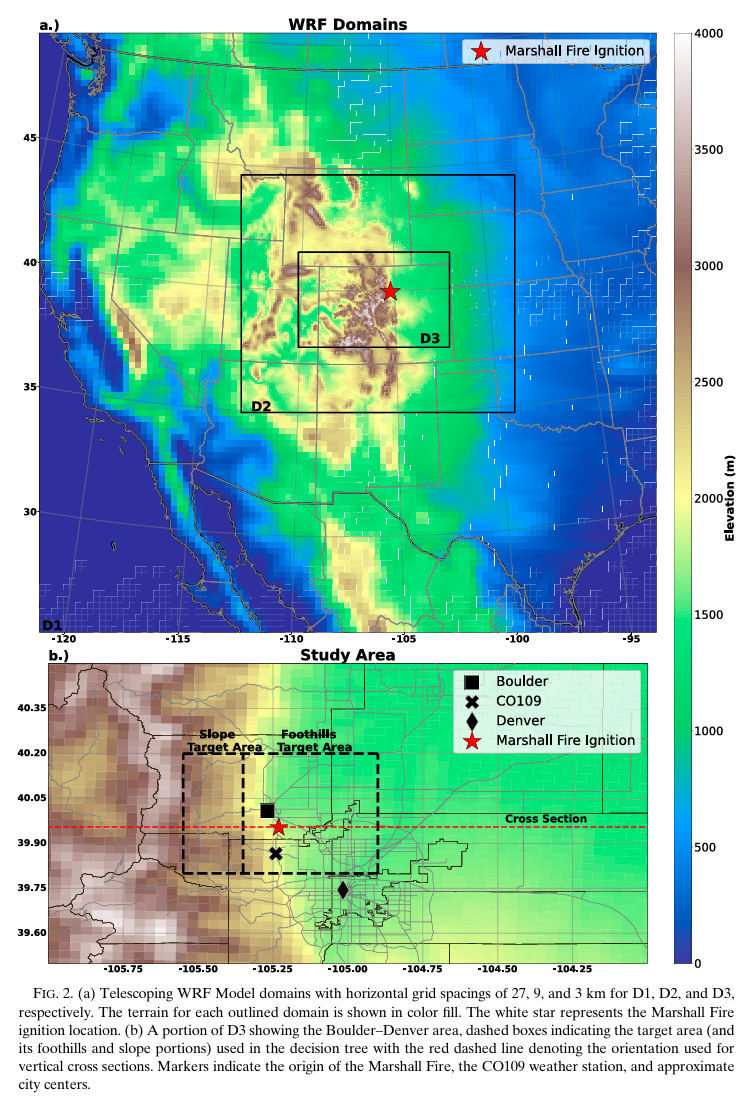 a.)
WRF Domains
Marshall Fire Ignition
45
40
35
30
D3
D2
D1
-120
-115
-110
-105
-100
-95
4000
3500
3000
2500
2000
1500
1000
500
0
Elevation (m)
b.)
Study Area
Boulder
CO109
Denver
Marshall Fire Ignition
Slope
Target Area
Foothills
Target Area
Cross Section
40.35
40.20
40.05
39.90
39.75
39.60
-105.75
-105.50
-105.25
-105.00
-104.75
-104.50
-104.25
FIG. 2. (a) Telescoping WRF Model domains with horizontal grid spacings of 27, 9, and 3 km for D1, D2, and D3,
respectively. The terrain for each outlined domain is shown in color fill. The white star represents the Marshall Fire
ignition location. (b) A portion of D3 showing the Boulder–Denver area, dashed boxes indicating the target area (and
its foothills and slope portions) used in the decision tree with the red dashed line denoting the orientation used for
vertical cross sections. Markers indicate the origin of the Marshall Fire, the CO109 weather station, and approximate
city centers.